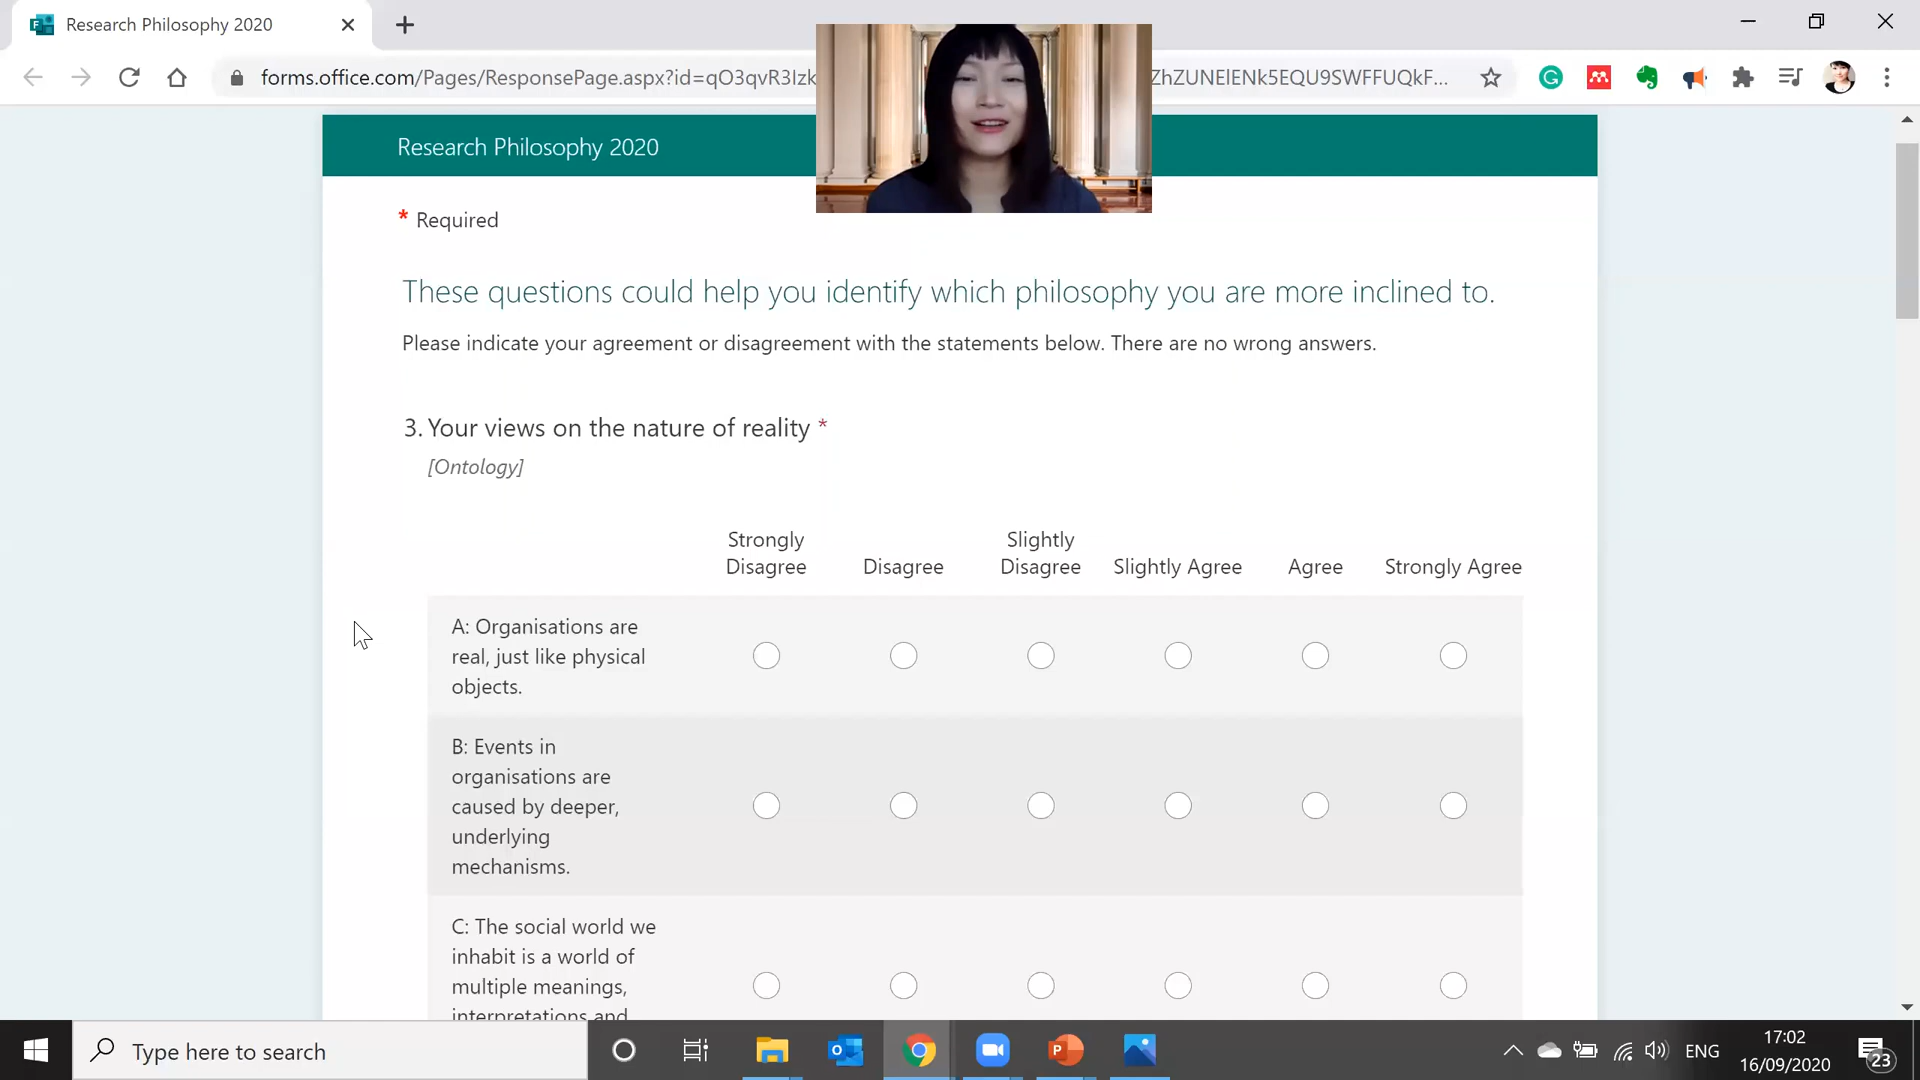 Research Philosophy 2020
forms.office.com/Pages/ResponsePage.aspx?id=qO3qvR3Izk
ZhZUNElENk5EQU9SWFFUQkF...
Research Philosophy 2020
* Required
These questions could help you identify which philosophy you are more inclined to.
Please indicate your agreement or disagreement with the statements below. There are no wrong answers.
3. Your views on the nature of reality *
[Ontology]
Strongly Disagree
Disagree
Slightly Disagree
Slightly Agree
Agree
Strongly Agree
A: Organisations are
real, just like physical
objects.
B: Events in
organisations are
caused by deeper,
underlying
mechanisms.
C: The social world we
inhabit is a world of
multiple meanings,
interpretations and
Type here to search
ENG
17:02
16/09/2020
23